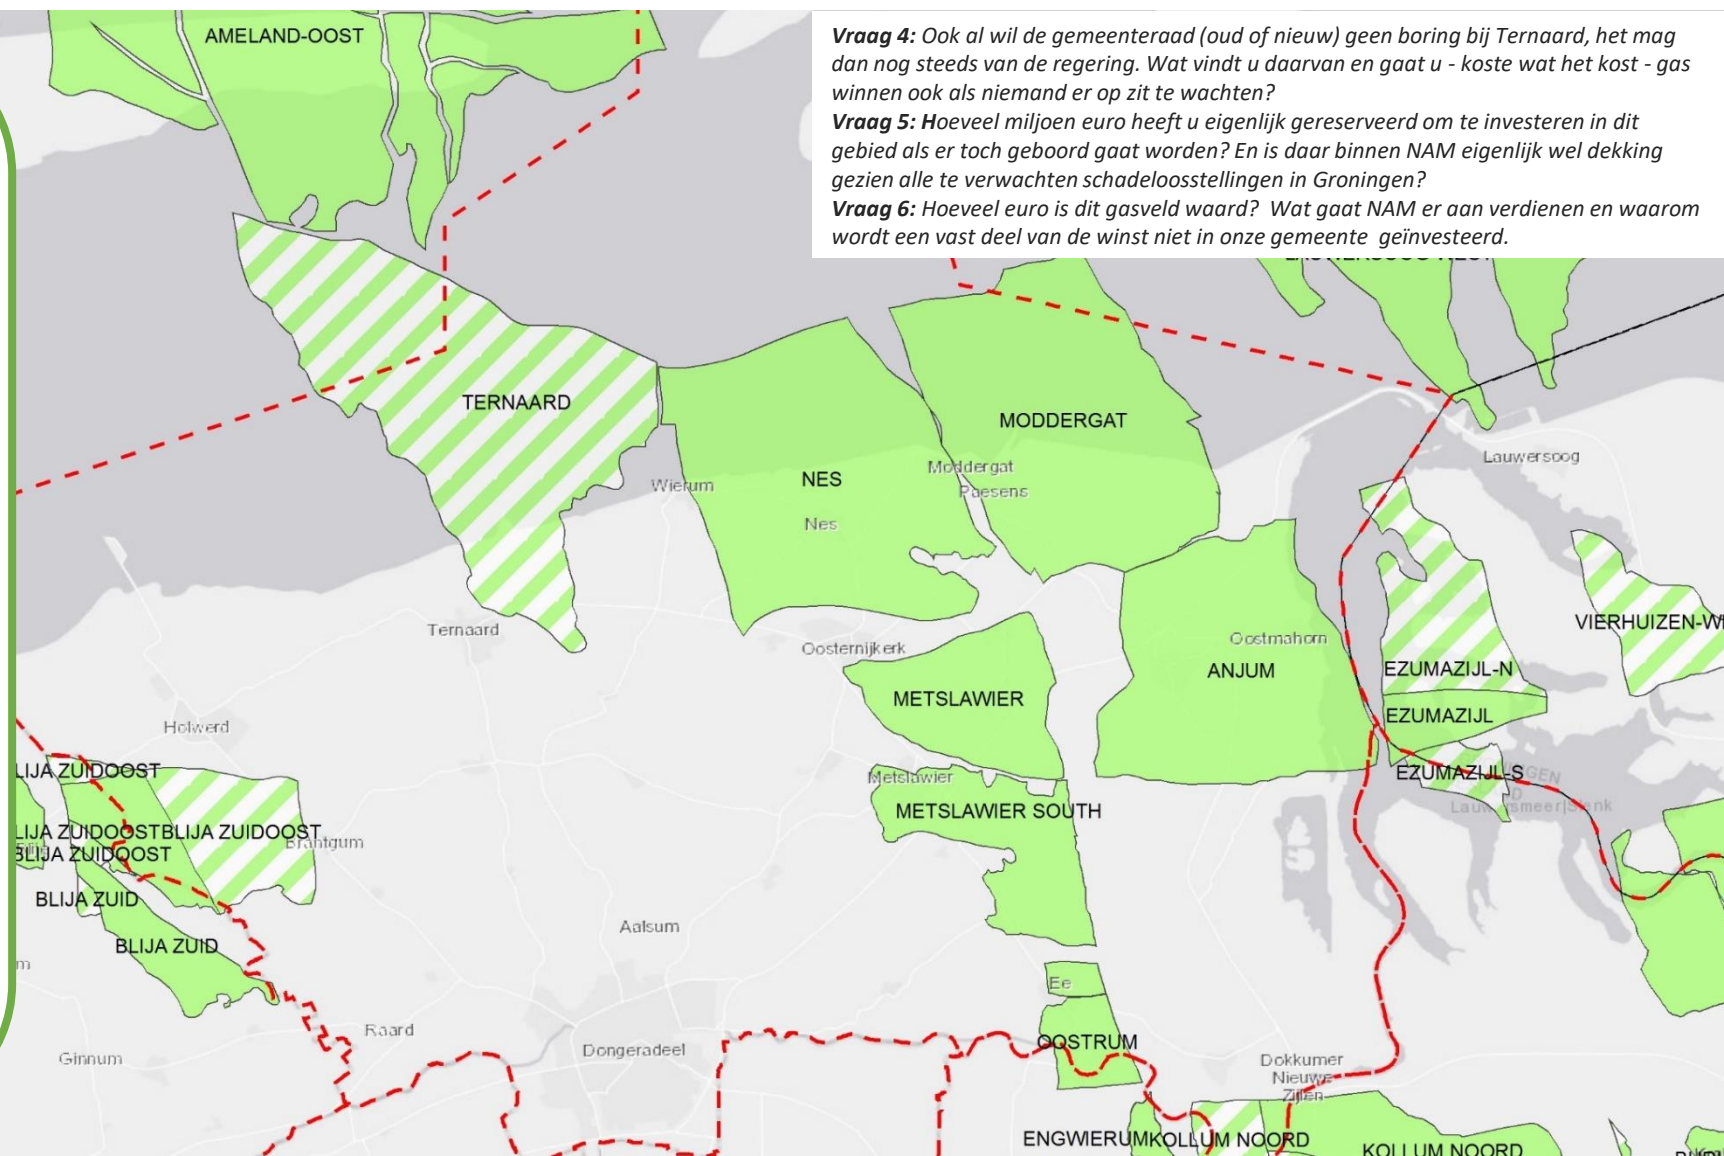 AMELAND-OOST
Vraag 4: Ook al wil de gemeenteraad (oud of nieuw) geen boring bij Ternaard, het mag
dan nog steeds van de regering. Wat vindt u daarvan en gaat u - koste wat het kost - gas
winnen ook als niemand er op zit te wachten?
Vraag 5: Hoeveel miljoen euro heeft u eigenlijk gereserveerd om te investeren in dit
gebied als er toch geboord gaat worden? En is daar binnen NAM eigenlijk wel dekking
gezien alle te verwachten schadeloosstellingen in Groningen?
Vraag 6: Hoeveel euro is dit gasveld waard?  Wat gaat NAM er aan verdienen en waarom
wordt een vast deel van de winst niet in onze gemeente  geïnvesteerd.
TERNAARD
MODDERGAT
Lauwersoog
Moddergat
NES
Wierum
Paesens
Nes
Ternaard
Oostmahorn
VIERHUIZEN-W
Oosternijkerk
ANJUM
EZUMAZIJL-N
METSLAWIER
EZUMAZIJL
Holwerd
LIJA ZUIDOOST
EZUMAZIJL-S
Metslawier
METSLAWIER SOUTH
LIJA ZUIDOOST
BLIJA ZUIDOOST
Brantgum
BLIJA ZUIDOOST
BLIJA ZUID
Aalsum
BLIJA ZUID
Ee
Raard
OOSTRUM
Dongeradeel
Ginnum
Dokkumer
Nieuwe
Zijlen
ENGWIERUM
KOLLUM NOORD
KOLLUM NOORD